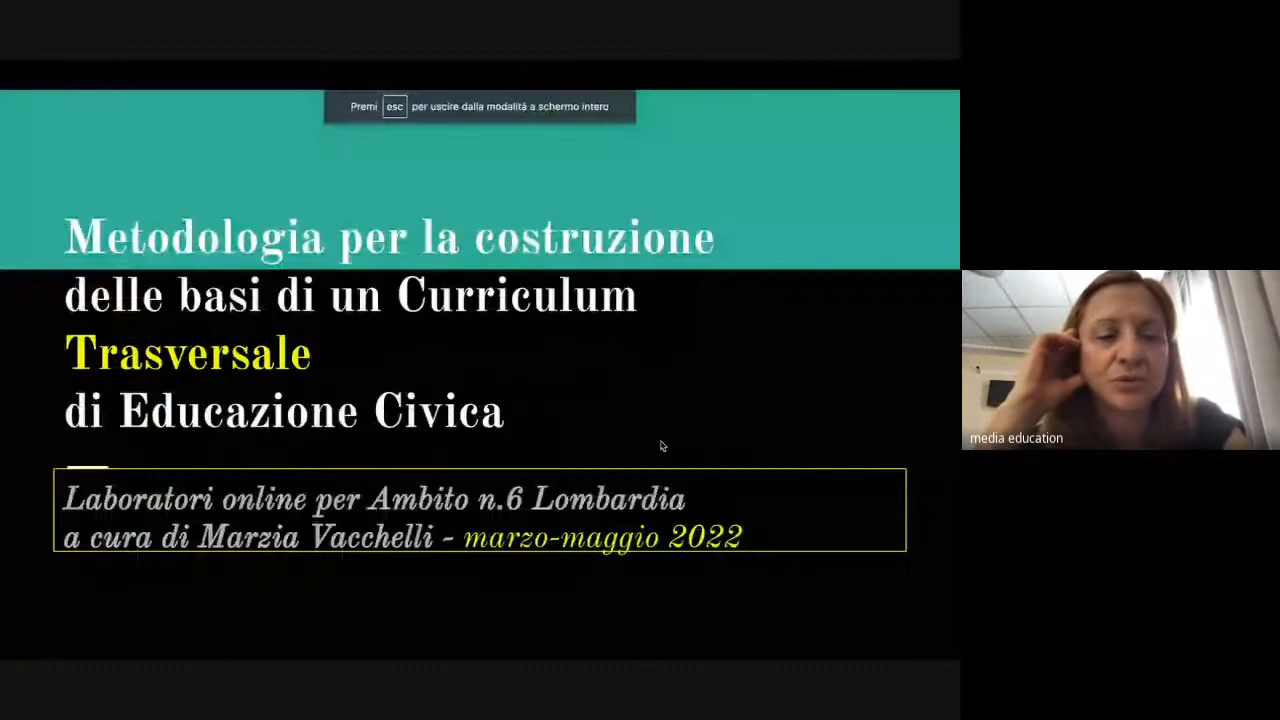 Premi esc per uscire dalla modalità a schermo intero
Metodologia per la costruzione
delle basi di un Curriculum
Trasversale
di Educazione Civica
Laboratori online per Ambito n.6 Lombardia
a cura di Marzia Vacchelli - marzo-maggio 2022
media education